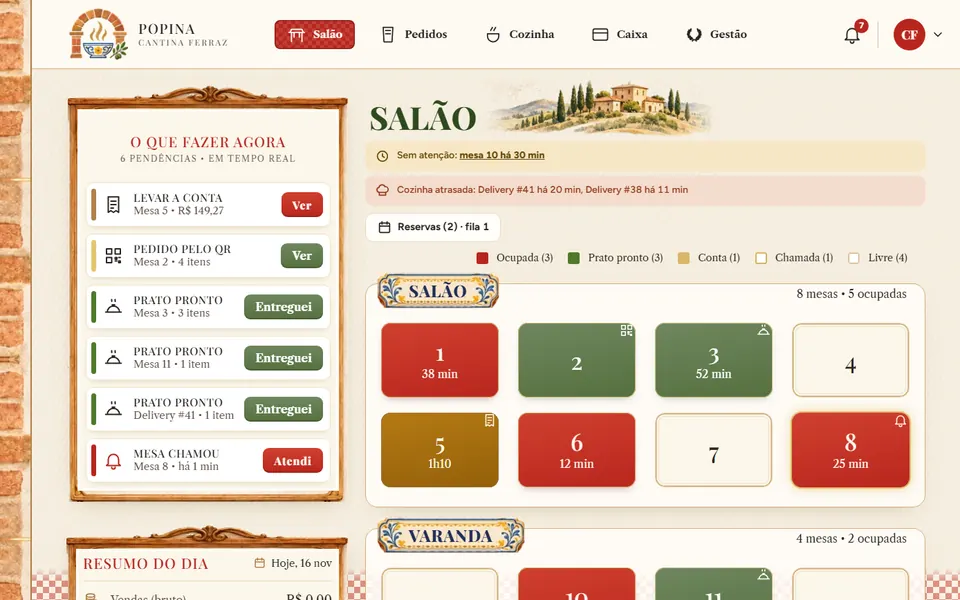 POPINA
CANTINA FERRAZ
Salão
Pedidos
Cozinha
Caixa
Gestão
7
CF
O QUE FAZER AGORA
6 PENDÊNCIAS • EM TEMPO REAL
LEVAR A CONTA
Mesa 5 • R$ 149,27
Ver
PEDIDO PELO QR
Mesa 2 • 4 itens
Ver
PRATO PRONTO
Mesa 3 • 3 itens
Entreguei
PRATO PRONTO
Mesa 11 • 1 item
Entreguei
PRATO PRONTO
Delivery #41 • 1 item
Entreguei
MESA CHAMOU
Mesa 8 • há 1 min
Atendi
RESUMO DO DIA
Hoje, 16 nov
Vendas (bruto)
R$ 0,00
SALÃO
Sem atenção: mesa 10 há 30 min
Cozinha atrasada: Delivery #41 há 20 min, Delivery #38 há 11 min
Reservas (2) · fila 1
Ocupada (3)
Prato pronto (3)
Conta (1)
Chamada (1)
Livre (4)
SALÃO
8 mesas • 5 ocupadas
1
38 min
2
3
52 min
4
5
1h10
6
12 min
7
8
25 min
VARANDA
4 mesas • 2 ocupadas
10
11